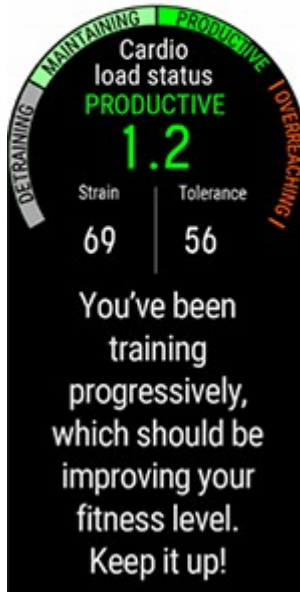 DETRAINING
MAINTAINING
PRODUCTIVE
OVERREACHING
Cardio
load status
PRODUCTIVE
1.2
Strain
Tolerance
69
56
You've been
training
progressively,
which should be
improving your
fitness level.
Keep it up!